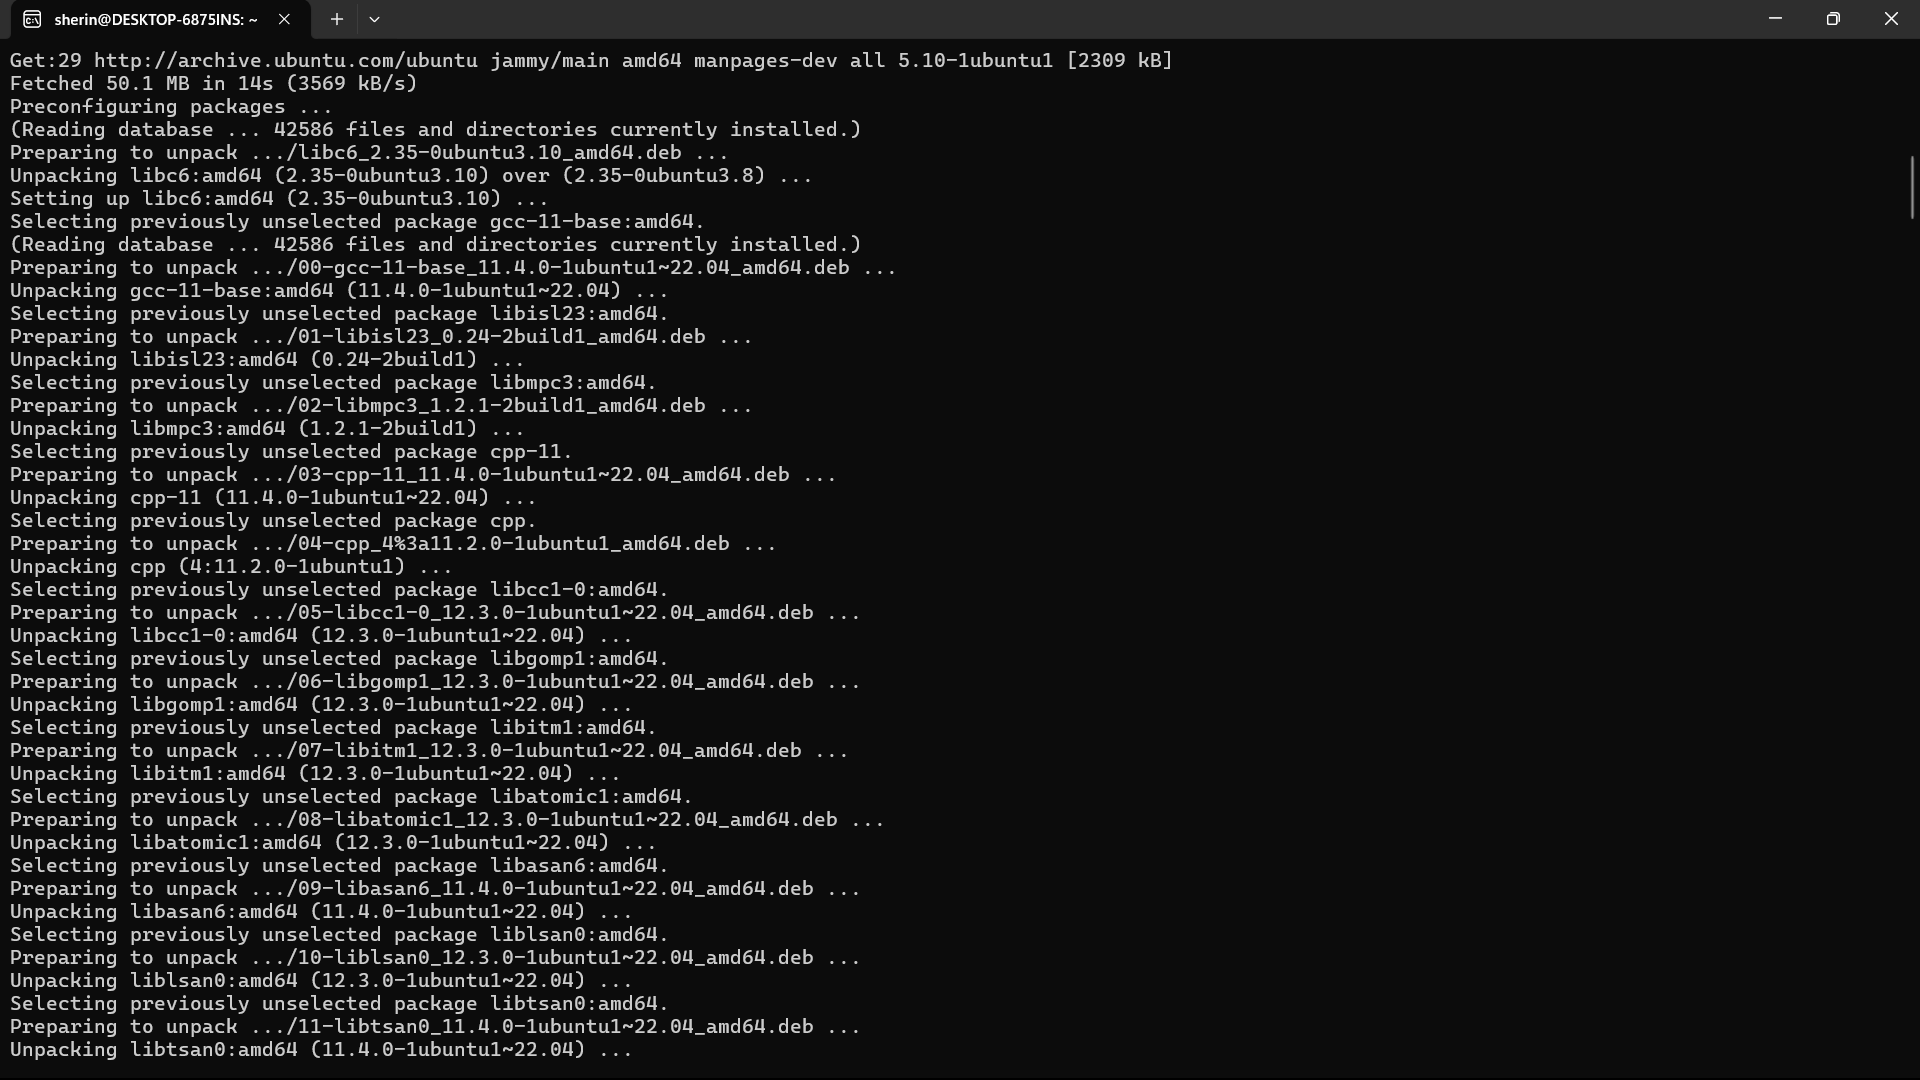 sherin@DESKTOP-6875INS: ~
Get:29 http://archive.ubuntu.com/ubuntu jammy/main amd64 manpages-dev all 5.10-1ubuntu1 [2309 kB]
Fetched 50.1 MB in 14s (3569 kB/s)
Preconfiguring packages ...
(Reading database ... 42586 files and directories currently installed.)
Preparing to unpack .../libc6_2.35-0ubuntu3.10_amd64.deb ...
Unpacking libc6:amd64 (2.35-0ubuntu3.10) over (2.35-0ubuntu3.8) ...
Setting up libc6:amd64 (2.35-0ubuntu3.10) ...
Selecting previously unselected package gcc-11-base:amd64.
(Reading database ... 42586 files and directories currently installed.)
Preparing to unpack .../00-gcc-11-base_11.4.0-1ubuntu1~22.04_amd64.deb ...
Unpacking gcc-11-base:amd64 (11.4.0-1ubuntu1~22.04) ...
Selecting previously unselected package libisl23:amd64.
Preparing to unpack .../01-libisl23_0.24-2build1_amd64.deb ...
Unpacking libisl23:amd64 (0.24-2build1) ...
Selecting previously unselected package libmpc3:amd64.
Preparing to unpack .../02-libmpc3_1.2.1-2build1_amd64.deb ...
Unpacking libmpc3:amd64 (1.2.1-2build1) ...
Selecting previously unselected package cpp-11.
Preparing to unpack .../03-cpp-11_11.4.0-1ubuntu1~22.04_amd64.deb ...
Unpacking cpp-11 (11.4.0-1ubuntu1~22.04) ...
Selecting previously unselected package cpp.
Preparing to unpack .../04-cpp_4%3a11.2.0-1ubuntu1_amd64.deb ...
Unpacking cpp (4:11.2.0-1ubuntu1) ...
Selecting previously unselected package libcc1-0:amd64.
Preparing to unpack .../05-libcc1-0_12.3.0-1ubuntu1~22.04_amd64.deb ...
Unpacking libcc1-0:amd64 (12.3.0-1ubuntu1~22.04) ...
Selecting previously unselected package libgomp1:amd64.
Preparing to unpack .../06-libgomp1_12.3.0-1ubuntu1~22.04_amd64.deb ...
Unpacking libgomp1:amd64 (12.3.0-1ubuntu1~22.04) ...
Selecting previously unselected package libitm1:amd64.
Preparing to unpack .../07-libitm1_12.3.0-1ubuntu1~22.04_amd64.deb ...
Unpacking libitm1:amd64 (12.3.0-1ubuntu1~22.04) ...
Selecting previously unselected package libatomic1:amd64.
Preparing to unpack .../08-libatomic1_12.3.0-1ubuntu1~22.04_amd64.deb ...
Unpacking libatomic1:amd64 (12.3.0-1ubuntu1~22.04) ...
Selecting previously unselected package libasan6:amd64.
Preparing to unpack .../09-libasan6_11.4.0-1ubuntu1~22.04_amd64.deb ...
Unpacking libasan6:amd64 (11.4.0-1ubuntu1~22.04) ...
Selecting previously unselected package liblsan0:amd64.
Preparing to unpack .../10-liblsan0_12.3.0-1ubuntu1~22.04_amd64.deb ...
Unpacking liblsan0:amd64 (12.3.0-1ubuntu1~22.04) ...
Selecting previously unselected package libtsan0:amd64.
Preparing to unpack .../11-libtsan0_11.4.0-1ubuntu1~22.04_amd64.deb ...
Unpacking libtsan0:amd64 (11.4.0-1ubuntu1~22.04) ...